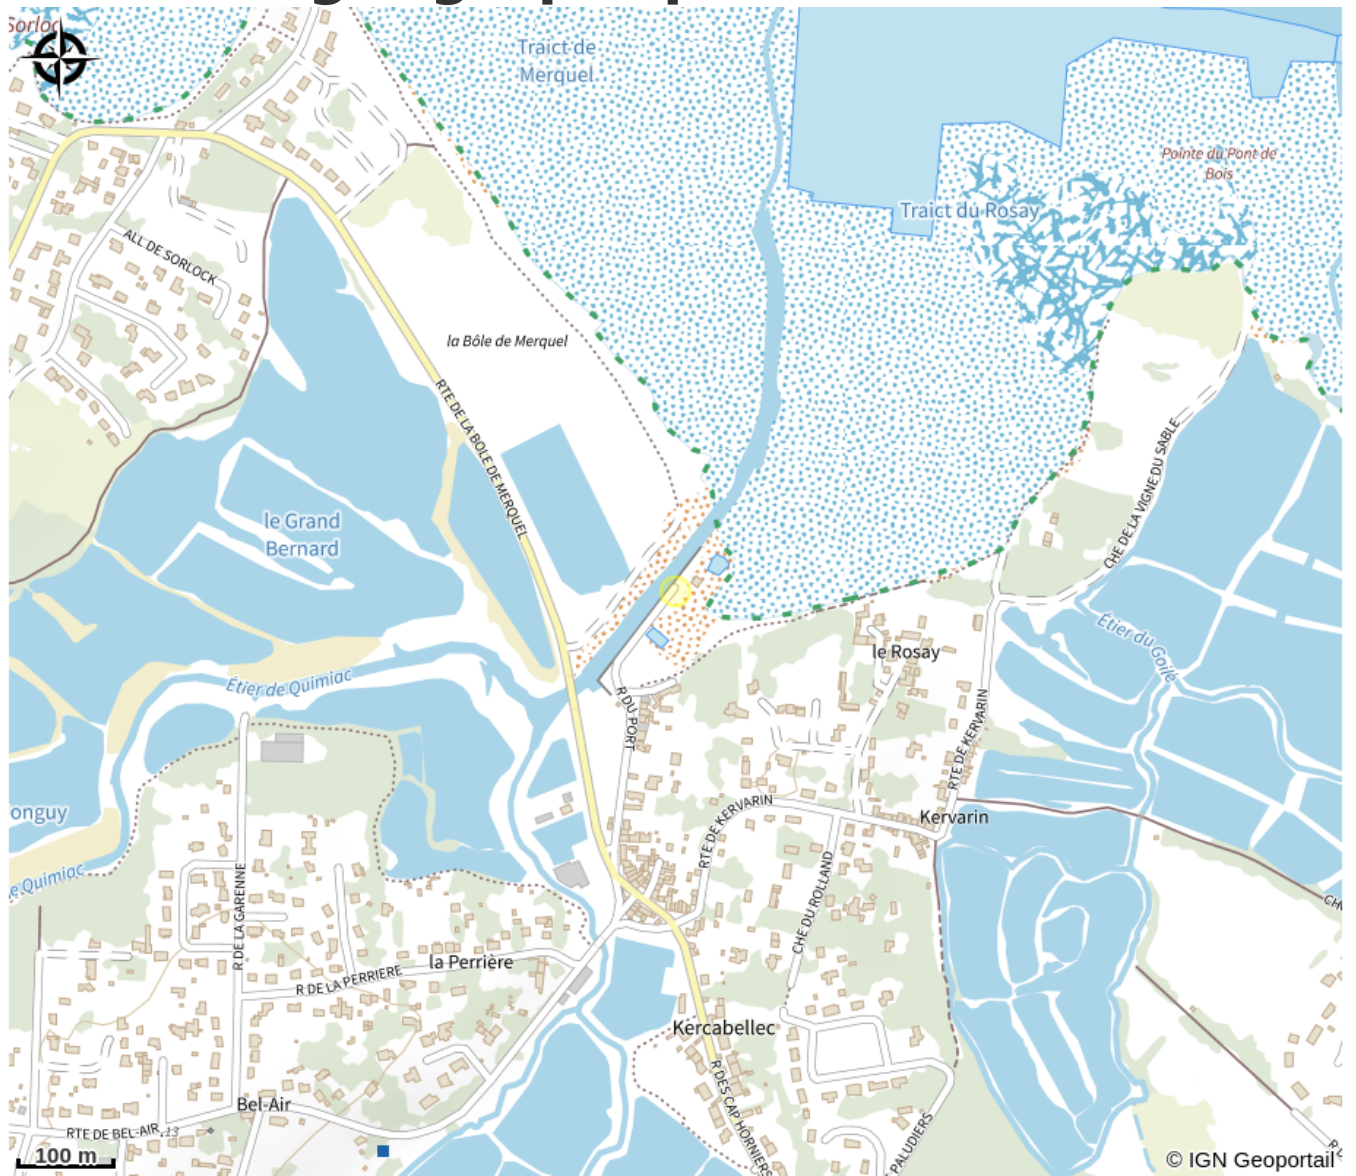 Sorloc
Traict de
Merquel
Pointe du Pont de
Bois
Traict du Rosay
ALL DE SORLOCK
la Bôle de Merquel
RTE DE LA BOLE DE MERQUEL
CHE DE LA VIGNE DU SABLE
le Grand
Bernard
Étier du Goilé
le Rosay
Étier de Quimiac
R DU PORT
RTE DE KERVARIN
onguy
RTE DE KERVARIN
Kervarin
e Quimiac
R DE LA GARENNE
CHE DU ROLLAND
CH
la Perrière
R DE LA PERRIERE
Kercabellec
R DES CAP HORNIERS
Bel-Air
RTE DE BEL-AIR
13
PALUDIERS
100 m
© IGN Geoportail